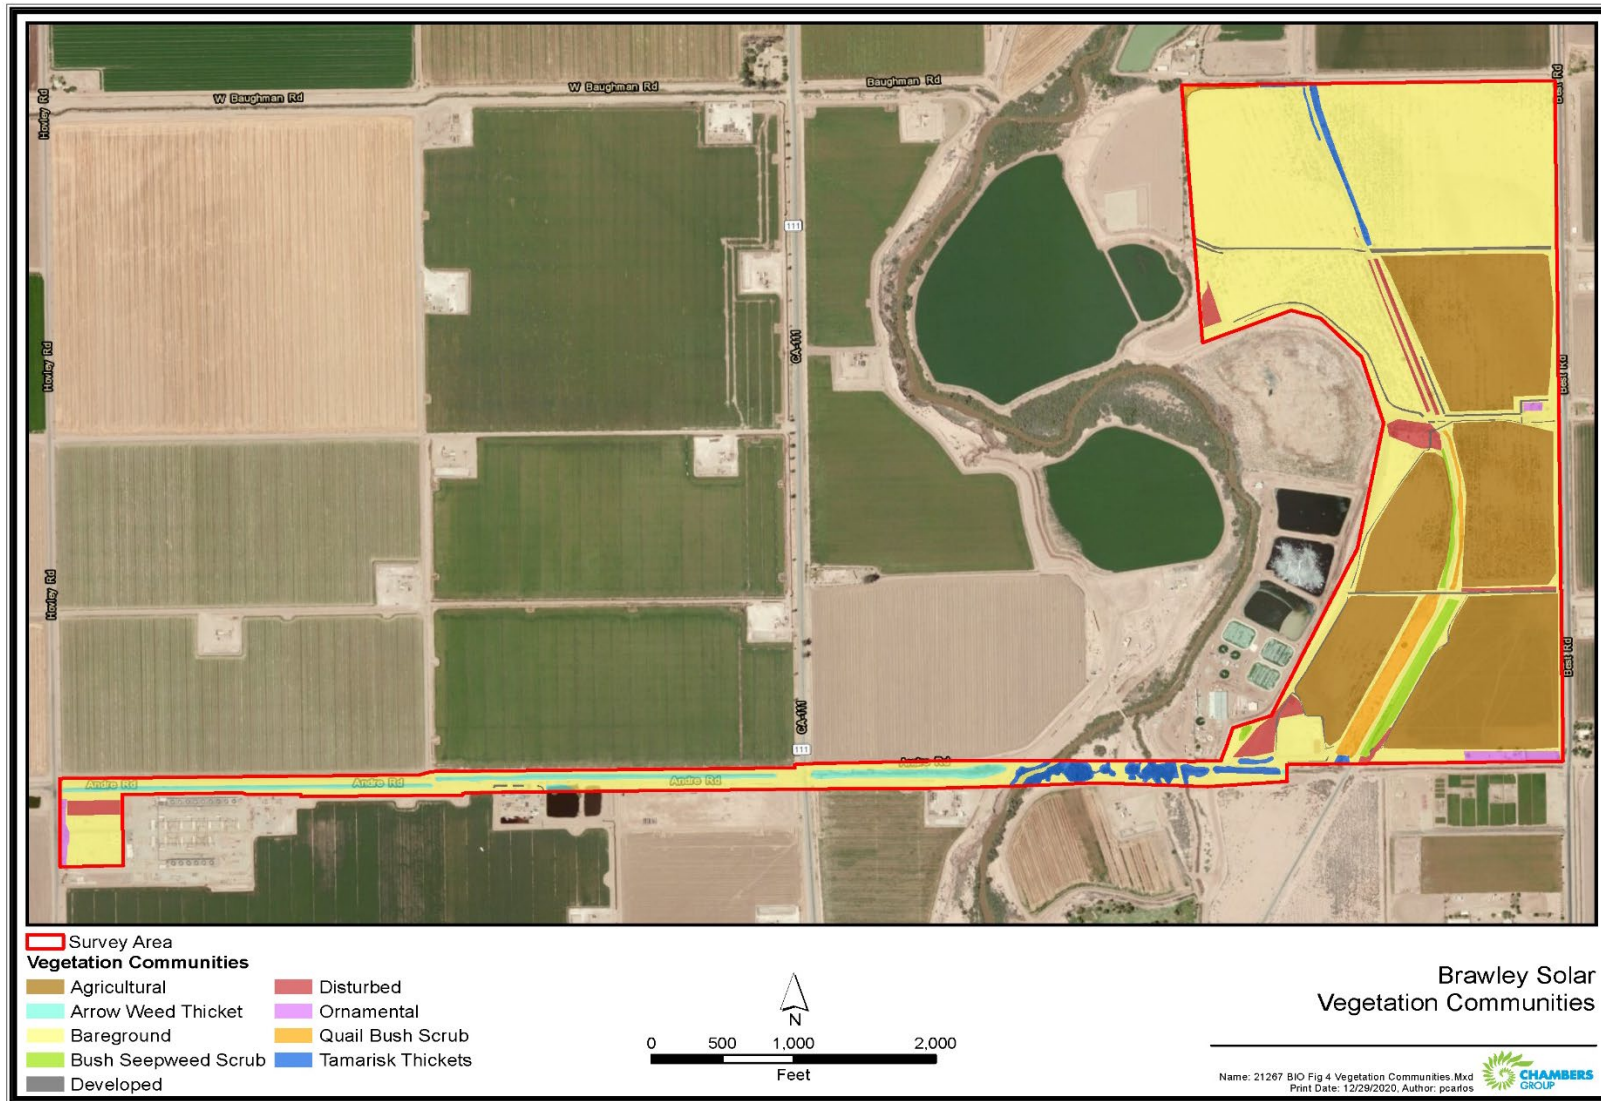 W Baughman Rd
W Baughman Rd
Baughman Rd
Hovley Rd
Best Rd
111
CA-111
Hovley Rd
Best Rd
Hovley Rd
Best Rd
CA-111
111
Andre Rd
Andre Rd
Andre Rd
Andre Rd
Survey Area
Vegetation Communities
Agricultural
Arrow Weed Thicket
Bareground
Bush Seepweed Scrub
Developed
Disturbed
Ornamental
Quail Bush Scrub
Tamarisk Thickets
N
0 500 1,000 2,000
Feet
Brawley Solar
Vegetation Communities
Name: 21267 BIO Fig 4 Vegetation Communities.Mxd
Print Date: 12/29/2020, Author: pcarlos
CHAMBERS
GROUP